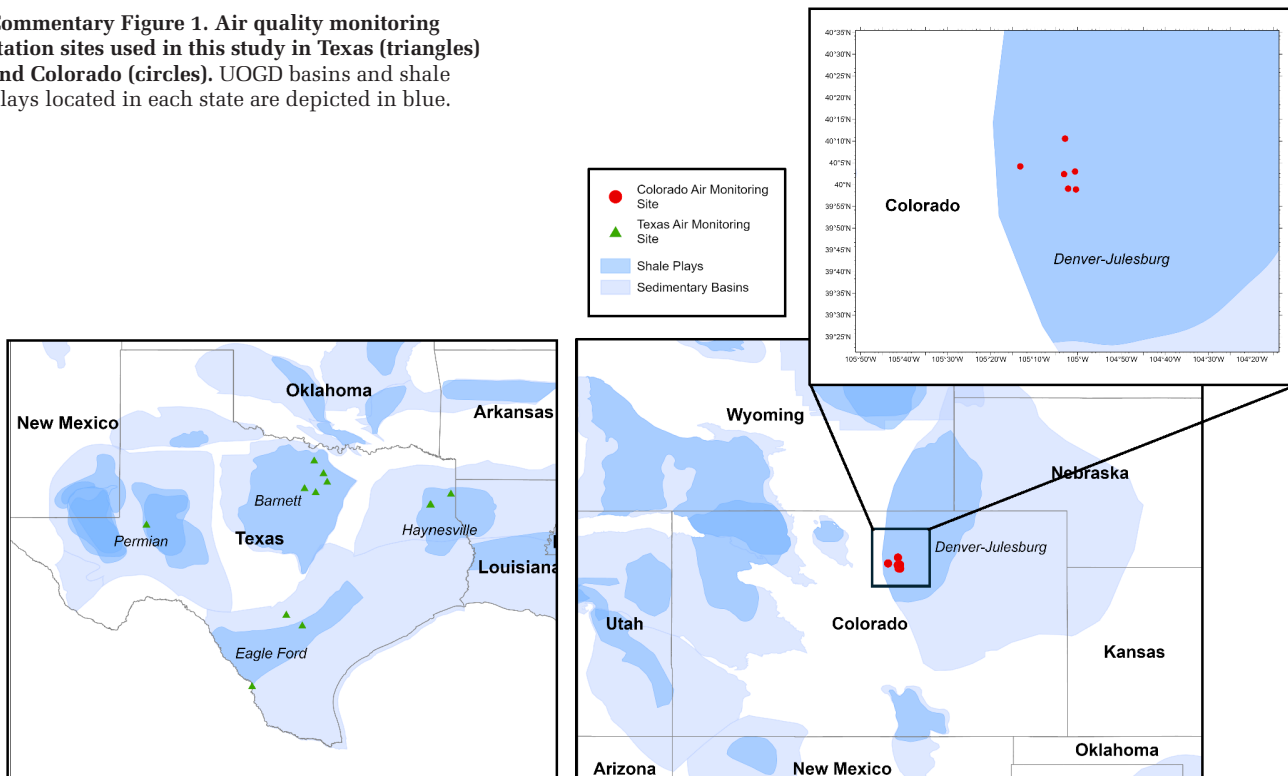 ommentary Figure 1. Air quality monitoring
tation sites used in this study in Texas (triangles)
nd Colorado (circles). UOGD basins and shale
lays located in each state are depicted in blue.
Colorado Air Monitoring
Site
Texas Air Monitoring
Site
Shale Plays
Sedimentary Basins
40°35'N
40°30'N
40°25'N
40°20'N
40°15'N
40°10'N
40°5'N
40°N
39°55'N
39°50'N
39°45'N
39°40'N
39°35'N
39°30'N
39°25'N
Colorado
Denver-Julesburg
105°50'W 105°40'W 105°30'W 105°20'W 105°10'W 105°W 104°50'W 104°40'W 104°30'W 104°20'W
Oklahoma
New Mexico
Arkansas
Barnett
Haynesville
Permian
Texas
Louisiana
Eagle Ford
Wyoming
Nebraska
Denver-Julesburg
Utah
Colorado
Kansas
Oklahoma
Arizona
New Mexico